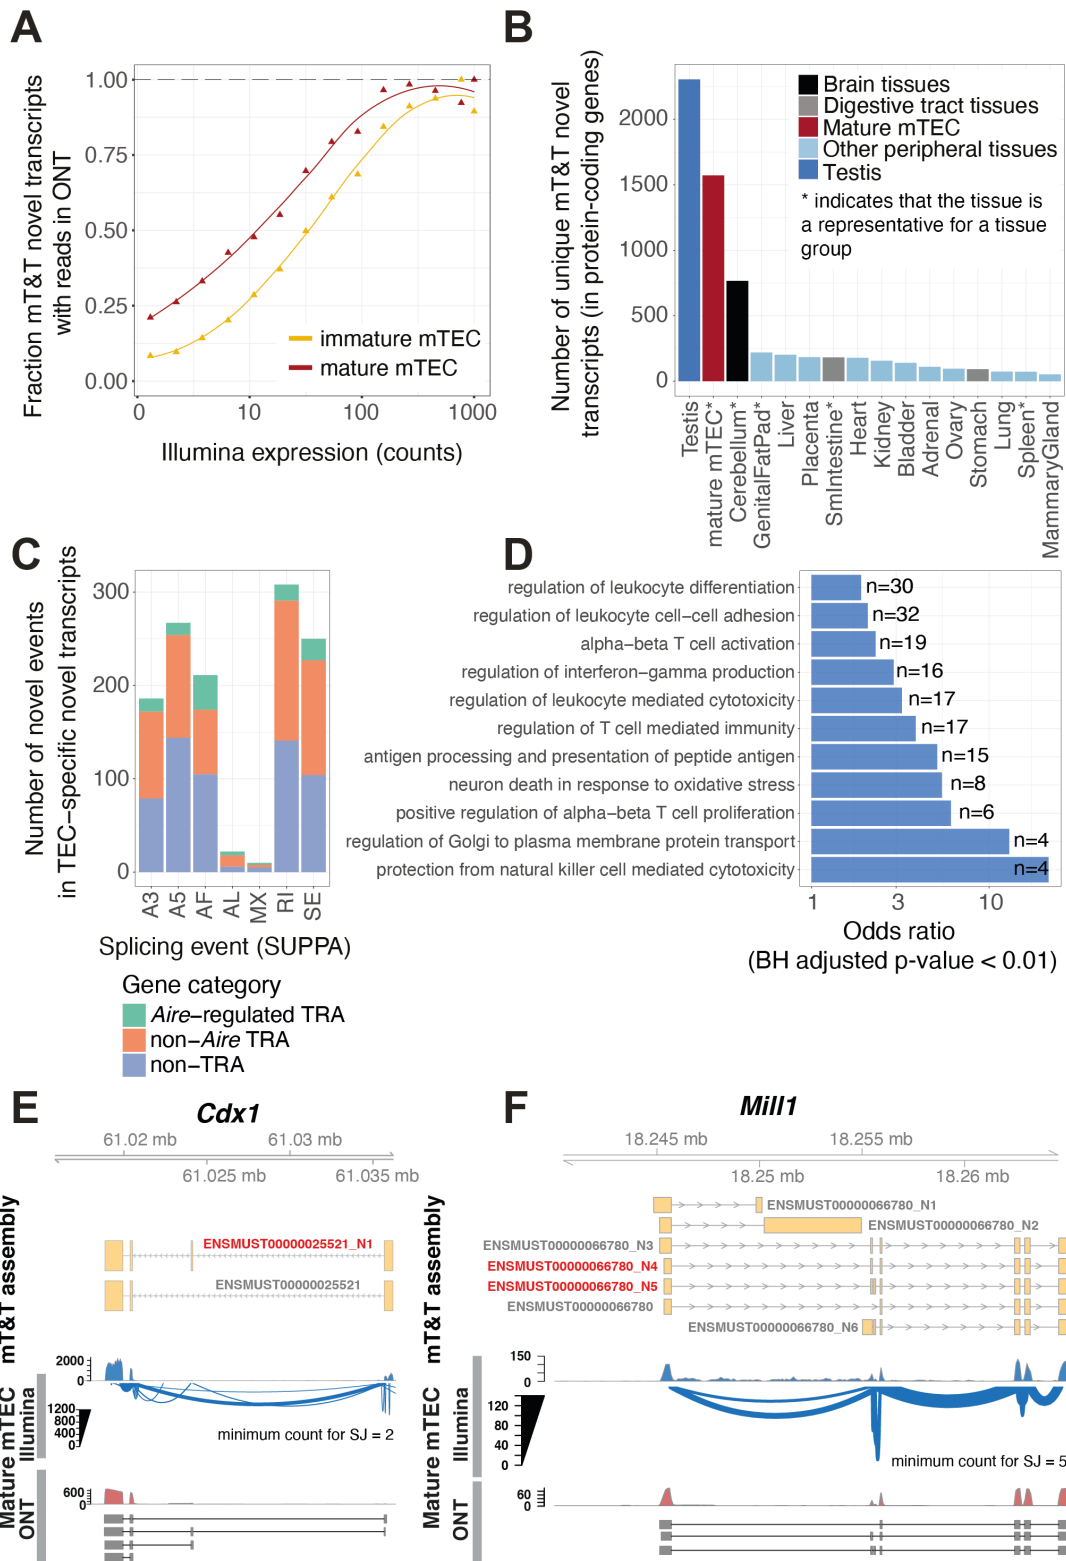 A
Fraction mT&T novel transcripts
with reads in ONT
1.00
0.75
0.50
0.25
0.00
immature mTEC
mature mTEC
0
10
100
1000
Illumina expression (counts)
B
Number of unique mT&T novel
transcripts (in protein-coding genes)
2000
1500
1000
500
0
Brain tissues
Digestive tract tissues
Mature mTEC
Other peripheral tissues
Testis
* indicates that the tissue is
a representative for a tissue
group
Testis
mature mTEC*
Cerebellum*
GenitalFatPad*
Liver
Placenta
SmIntestine*
Heart
Kidney
Bladder
Adrenal
Ovary
Stomach
Lung
Spleen*
MammaryGland
C
Number of novel events
in TEC−specific novel transcripts
300
200
100
0
A3
A5
AF
AL
MX
RI
SE
Splicing event (SUPPA)
Gene category
Aire−regulated TRA
non−Aire TRA
non−TRA
D
regulation of leukocyte differentiation n=30
regulation of leukocyte cell−cell adhesion n=32
alpha−beta T cell activation n=19
regulation of interferon−gamma production n=16
regulation of leukocyte mediated cytotoxicity n=17
regulation of T cell mediated immunity n=17
antigen processing and presentation of peptide antigen n=15
neuron death in response to oxidative stress n=8
positive regulation of alpha−beta T cell proliferation n=6
regulation of Golgi to plasma membrane protein transport n=4
protection from natural killer cell mediated cytotoxicity n=4
1
3
10
Odds ratio
(BH adjusted p-value < 0.01)
E
Cdx1
61.02 mb
61.03 mb
61.025 mb
61.035 mb
mT&T assembly
ENSMUST00000025521_N1
ENSMUST00000025521
Mature mTEC
Illumina
2000
0
1200
800
400
0
minimum count for SJ = 2
ONT
600
0
F
Mill1
18.245 mb
18.255 mb
18.25 mb
18.26 mb
mT&T assembly
ENSMUST00000066780_N1
ENSMUST00000066780_N2
ENSMUST00000066780_N3
ENSMUST00000066780_N4
ENSMUST00000066780_N5
ENSMUST00000066780
ENSMUST00000066780_N6
Mature mTEC
Illumina
150
0
120
80
40
0
minimum count for SJ = 5
ONT
60
0